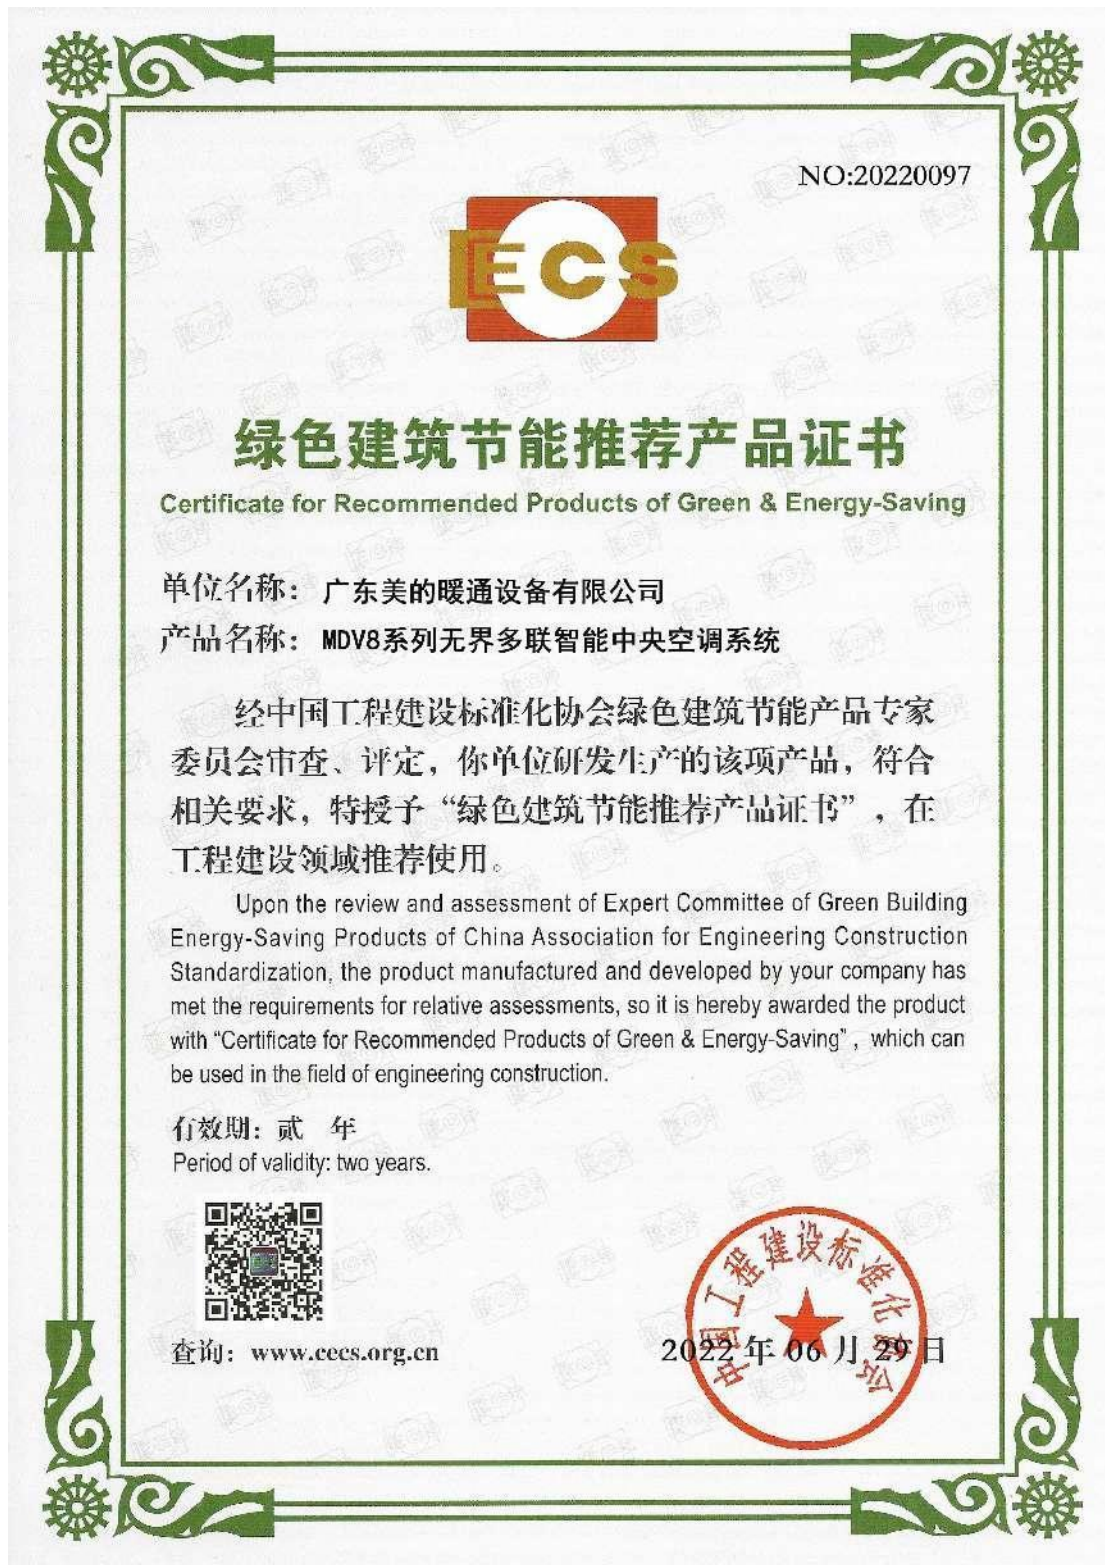 NO:20220097
ECS
绿色建筑节能推荐产品证书
Certificate for Recommended Products of Green & Energy-Saving
单位名称：广东美的暖通设备有限公司
产品名称：MDV8系列无界多联智能中央空调系统
经中国工程建设标准化协会绿色建筑节能产品专家
委员会审查、评定，你单位研发生产的该项产品，符合
相关要求，特授予“绿色建筑节能推荐产品证书”，在
工程建设领域推荐使用。
Upon the review and assessment of Expert Committee of Green Building
Energy-Saving Products of China Association for Engineering Construction
Standardization, the product manufactured and developed by your company has
met the requirements for relative assessments, so it is hereby awarded the product
with “Certificate for Recommended Products of Green & Energy-Saving”, which can
be used in the field of engineering construction.
有效期：贰 年
Period of validity: two years.
中国工程建设标准化协会
查询：www.cecs.org.cn
2022年06月29日